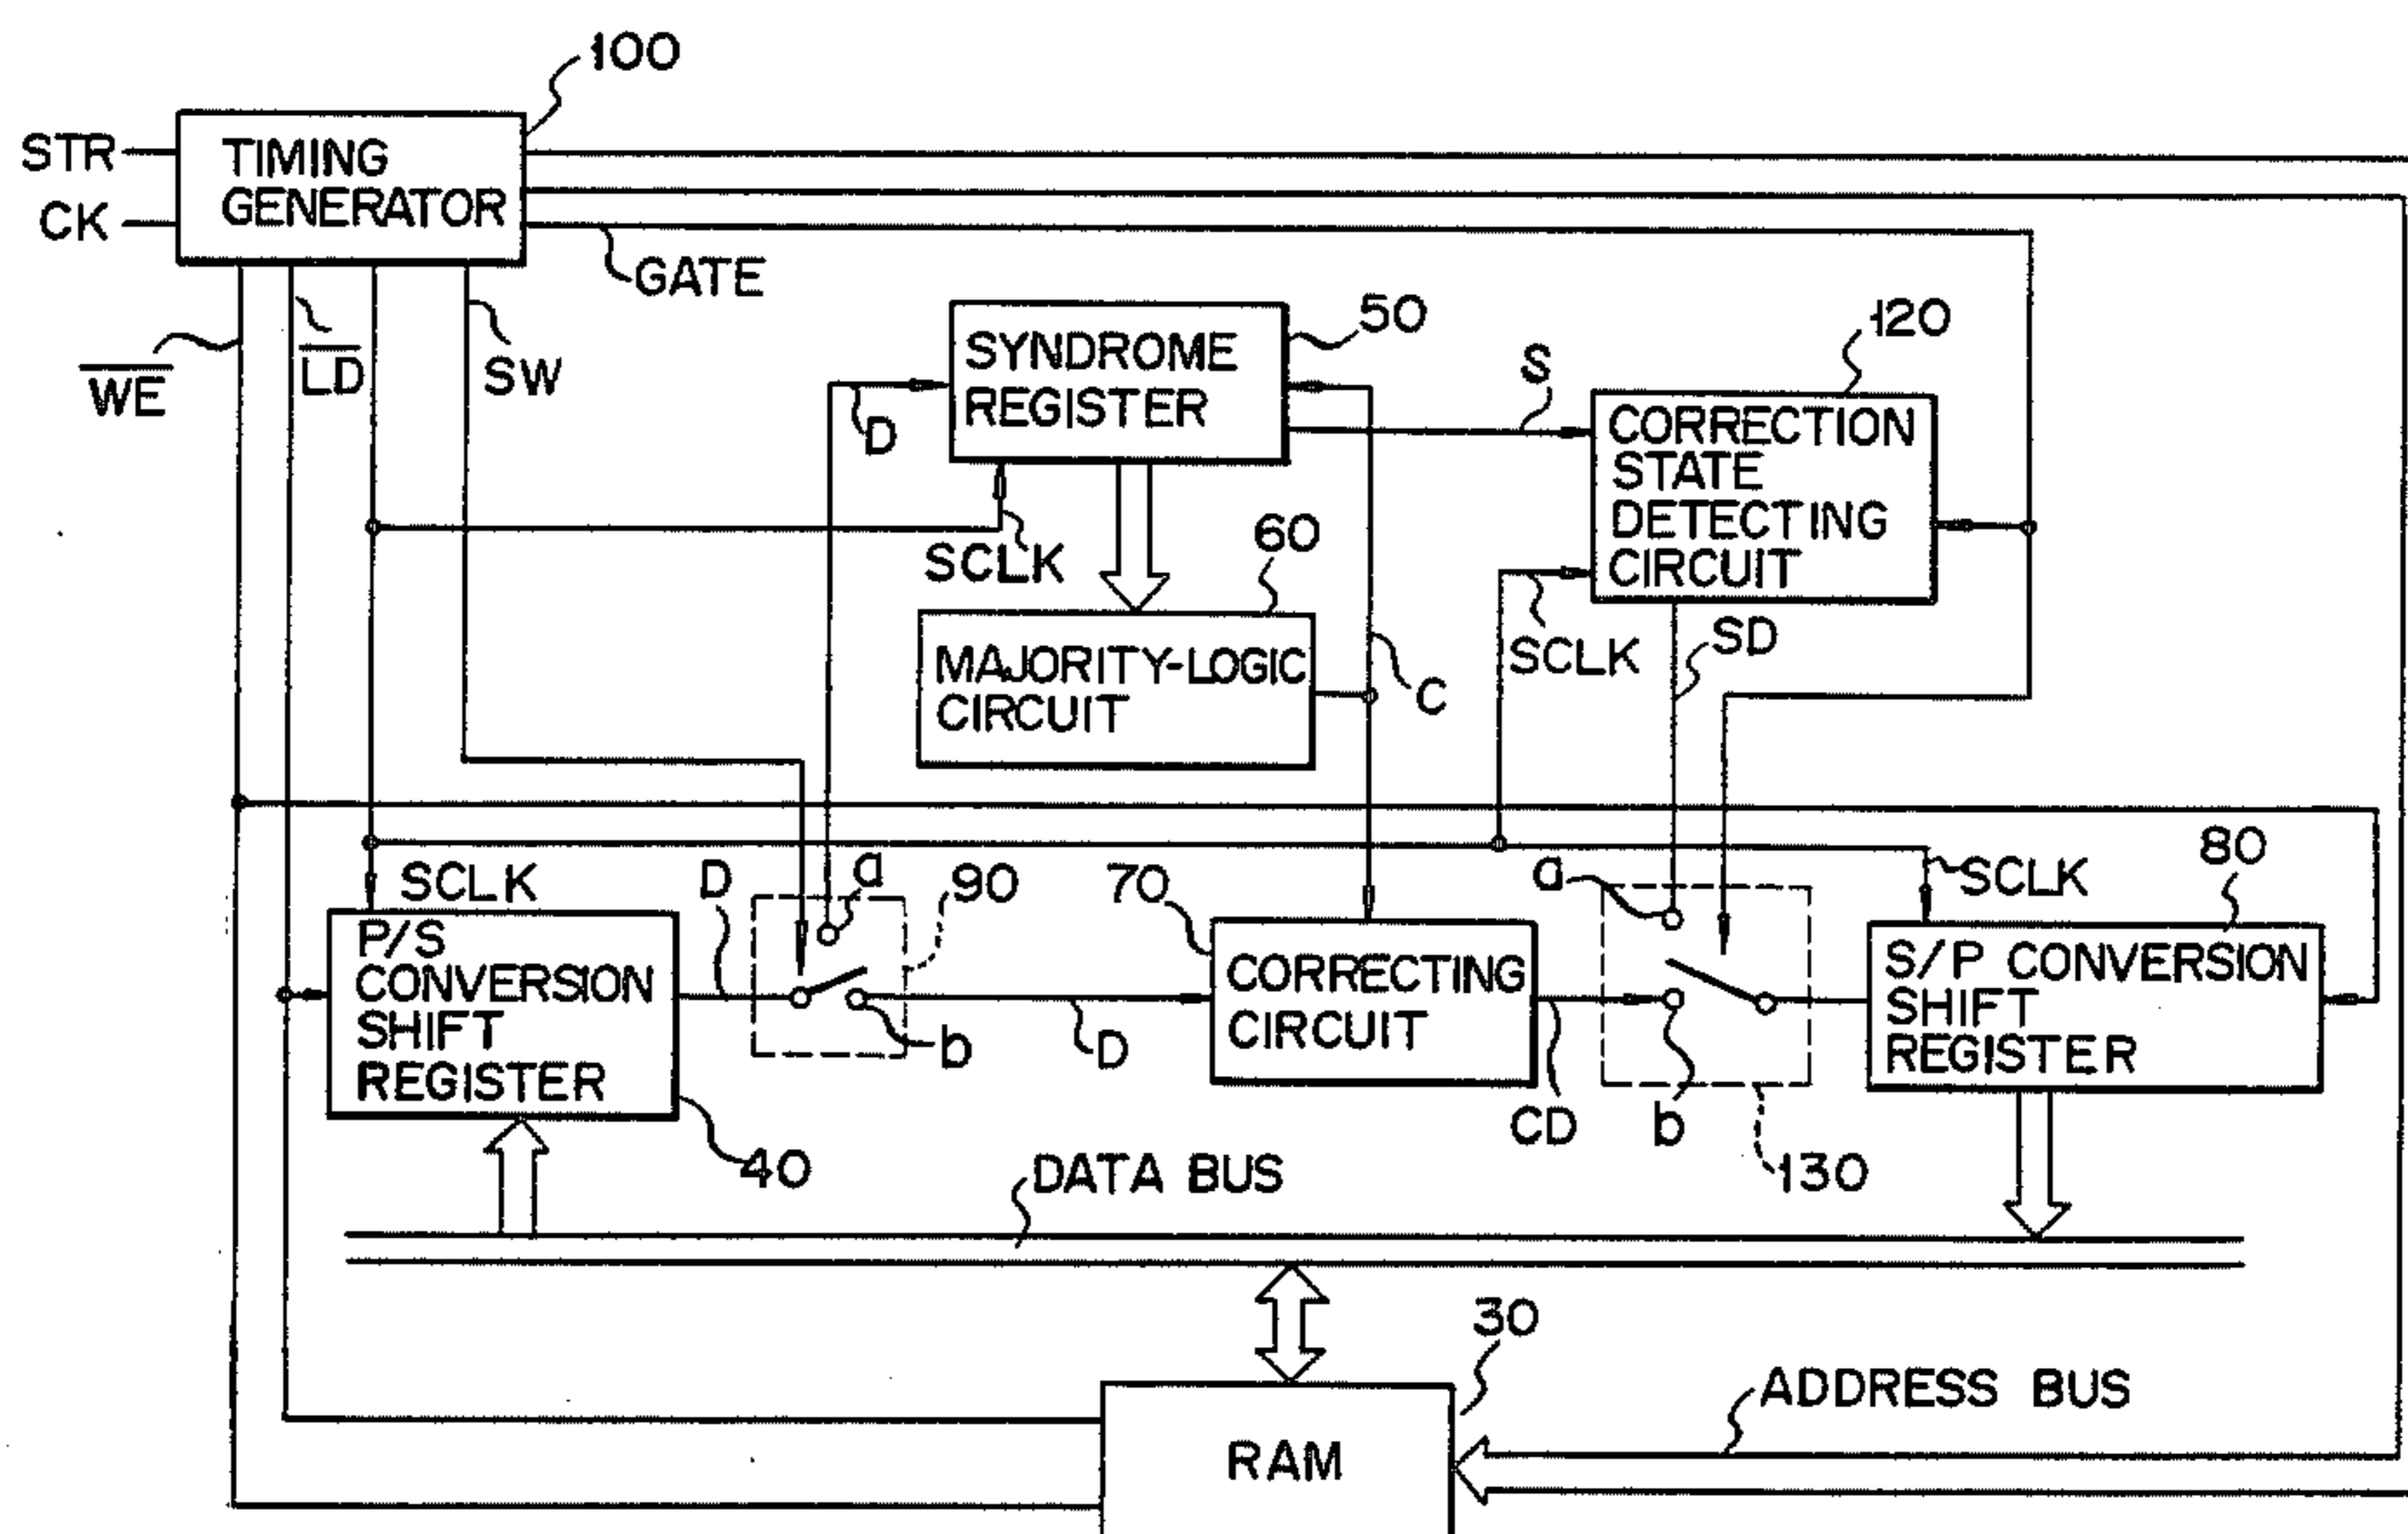 100
STR
TIMING
GENERATOR
CK
GATE
WE
LD
SW
D
SYNDROME
REGISTER
50
S
120
CORRECTION
STATE
DETECTING
CIRCUIT
SCLK
60
MAJORITY-LOGIC
CIRCUIT
C
SCLK
SD
SCLK
D
a
90
70
a
SCLK
80
P/S
CONVERSION
SHIFT
REGISTER
b
D
CORRECTING
CIRCUIT
CD
b
S/P CONVERSION
SHIFT
REGISTER
40
DATA BUS
130
30
RAM
ADDRESS BUS